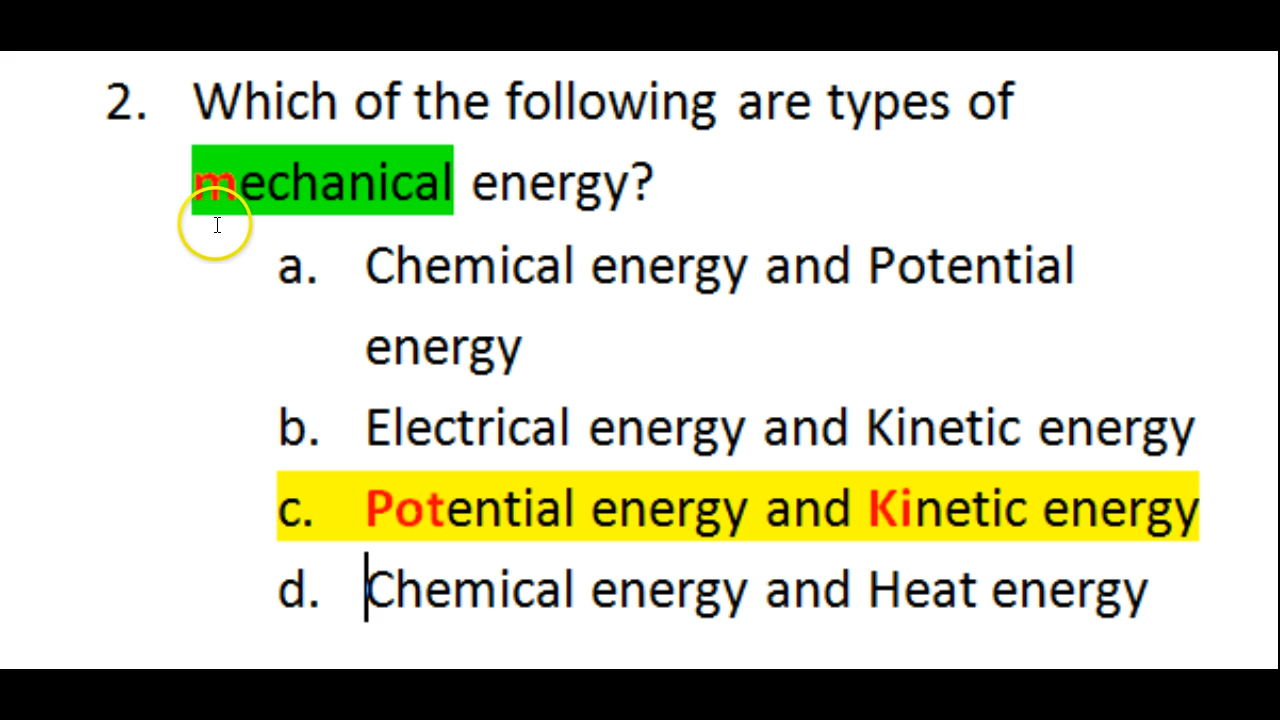 2. Which of the following are types of
mechanical energy?
a. Chemical energy and Potential
energy
b. Electrical energy and Kinetic energy
c. Potential energy and Kinetic energy
d. Chemical energy and Heat energy